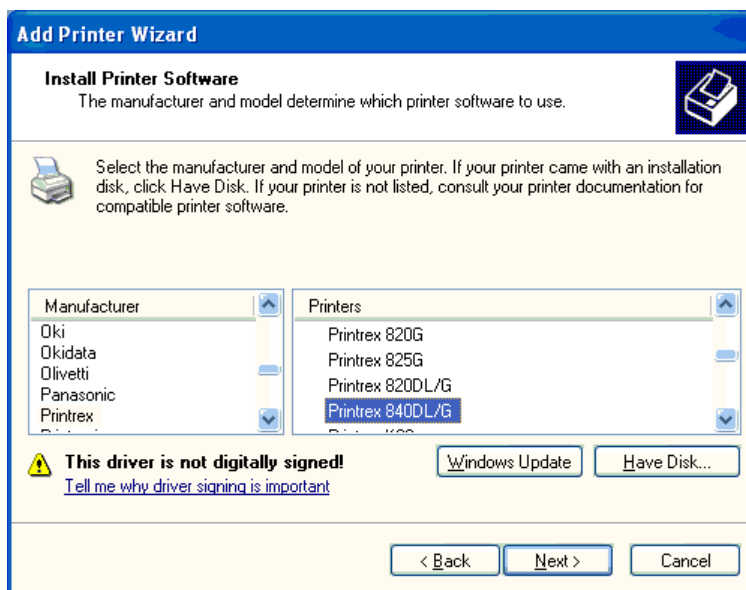 Add Printer Wizard
Install Printer Software
The manufacturer and model determine which printer software to use.
Select the manufacturer and model of your printer. If your printer came with an installation
disk, click Have Disk. If your printer is not listed, consult your printer documentation for
compatible printer software.
Manufacturer
Oki
Okidata
Olivetti
Panasonic
Printrex
Printers
Printrex 820G
Printrex 825G
Printrex 820DL/G
Printrex 840DL/G
This driver is not digitally signed!
Tell me why driver signing is important
Windows Update
Have Disk...
< Back
Next >
Cancel